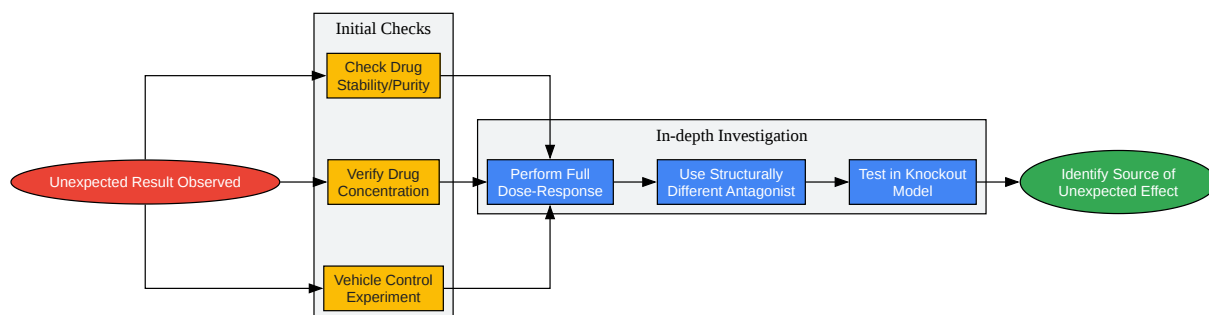 Initial Checks
Check Drug
Stability/Purity
In-depth Investigation
Unexpected Result Observed
Verify Drug
Concentration
Perform Full
Dose-Response
Use Structurally
Different Antagonist
Test in Knockout
Model
Identify Source of
Unexpected Effect
Vehicle Control
Experiment